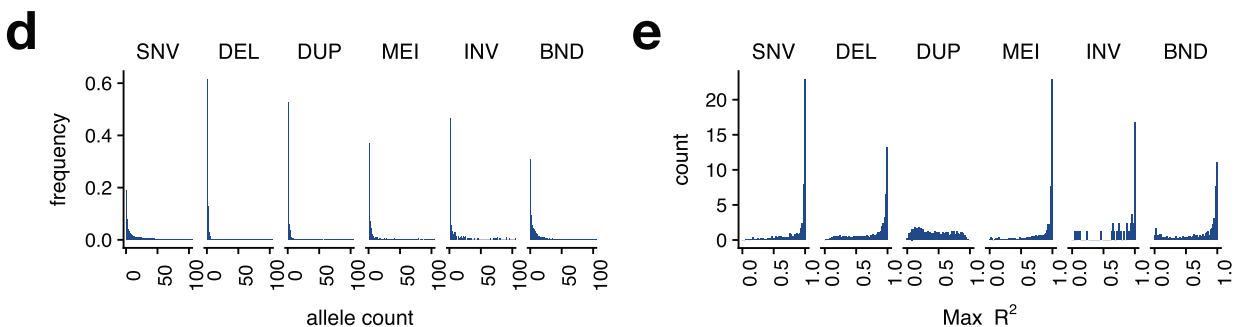 d
SNV DEL DUP MEI INV BND
frequency
0.6
0.4
0.2
0.0
0 50 100 0 50 100 0 50 100 0 50 100 0 50 100 0 50 100
allele count
e
SNV DEL DUP MEI INV BND
count
20
15
10
5
0
0.0 0.5 1.0 0.0 0.5 1.0 0.0 0.5 1.0 0.0 0.5 1.0 0.0 0.5 1.0 0.0 0.5 1.0
Max R²